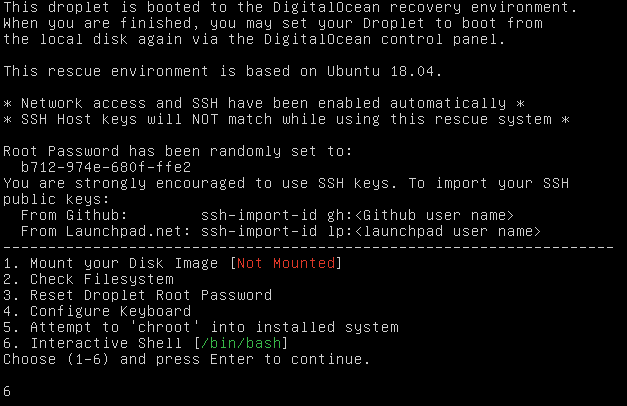 This droplet is booted to the DigitalOcean recovery environment.
When you are finished, you may set your Droplet to boot from
the local disk again via the DigitalOcean control panel.
This rescue environment is based on Ubuntu 18.04.
* Network access and SSH have been enabled automatically *
* SSH Host keys will NOT match while using this rescue system *
Root Password has been randomly set to:
b712-974e-680f-ffe2
You are strongly encouraged to use SSH keys. To import your SSH
public keys:
From Github: ssh-import-id gh:<Github user name>
From Launchpad.net: ssh-import-id lp:<launchpad user name>
-------------------------------------------------------------------
1. Mount your Disk Image [Not Mounted]
2. Check Filesystem
3. Reset Droplet Root Password
4. Configure Keyboard
5. Attempt to 'chroot' into installed system
6. Interactive Shell [/bin/bash]
Choose (1-6) and press Enter to continue.
6